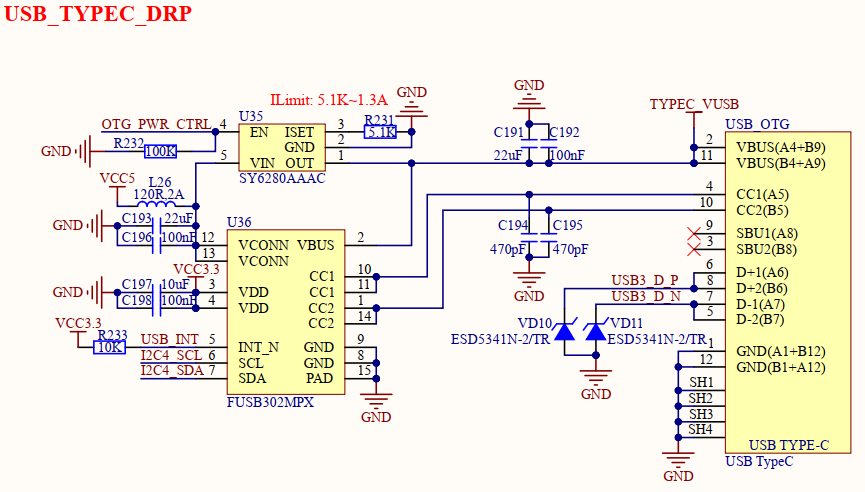 USB_TYPEC_DRP
ILimit: 5.1K~1.3A
GND
GND
TYPEC_VUSB
OTG_PWR_CTRL
4
U35
EN
ISET
3
R231
5.1K
GND
2
R232
100K
GND
5
VIN
OUT
1
SY6280AAAC
C191
22uF
C192
100nF
USB_OTG
2
VBUS(A4+B9)
11
VBUS(B4+A9)
4
CC1(A5)
10
CC2(B5)
9
SBU1(A8)
3
SBU2(B8)
6
D+1(A6)
8
D+2(B6)
7
D-1(A7)
5
D-2(B7)
1
GND(A1+B12)
12
GND(B1+A12)
SH1
SH2
SH3
SH4
USB TYPE-C
USB TypeC
GND
VCC5
L26
120R,2A
GND
C193
22uF
C196
100nF
VCC3.3
GND
C197
10uF
C198
100nF
VCC3.3
R233
10K
USB_INT
I2C4_SCL
I2C4_SDA
U36
12
VCONN
13
VCONN
3
VDD
4
VDD
5
INT_N
6
SCL
7
SDA
VBUS
2
CC1
10
CC1
11
CC2
1
CC2
14
GND
9
GND
8
PAD
15
FUSB302MPX
GND
C194
470pF
C195
470pF
GND
USB3_D_P
USB3_D_N
VD10
ESD5341N-2/TR
VD11
ESD5341N-2/TR
GND